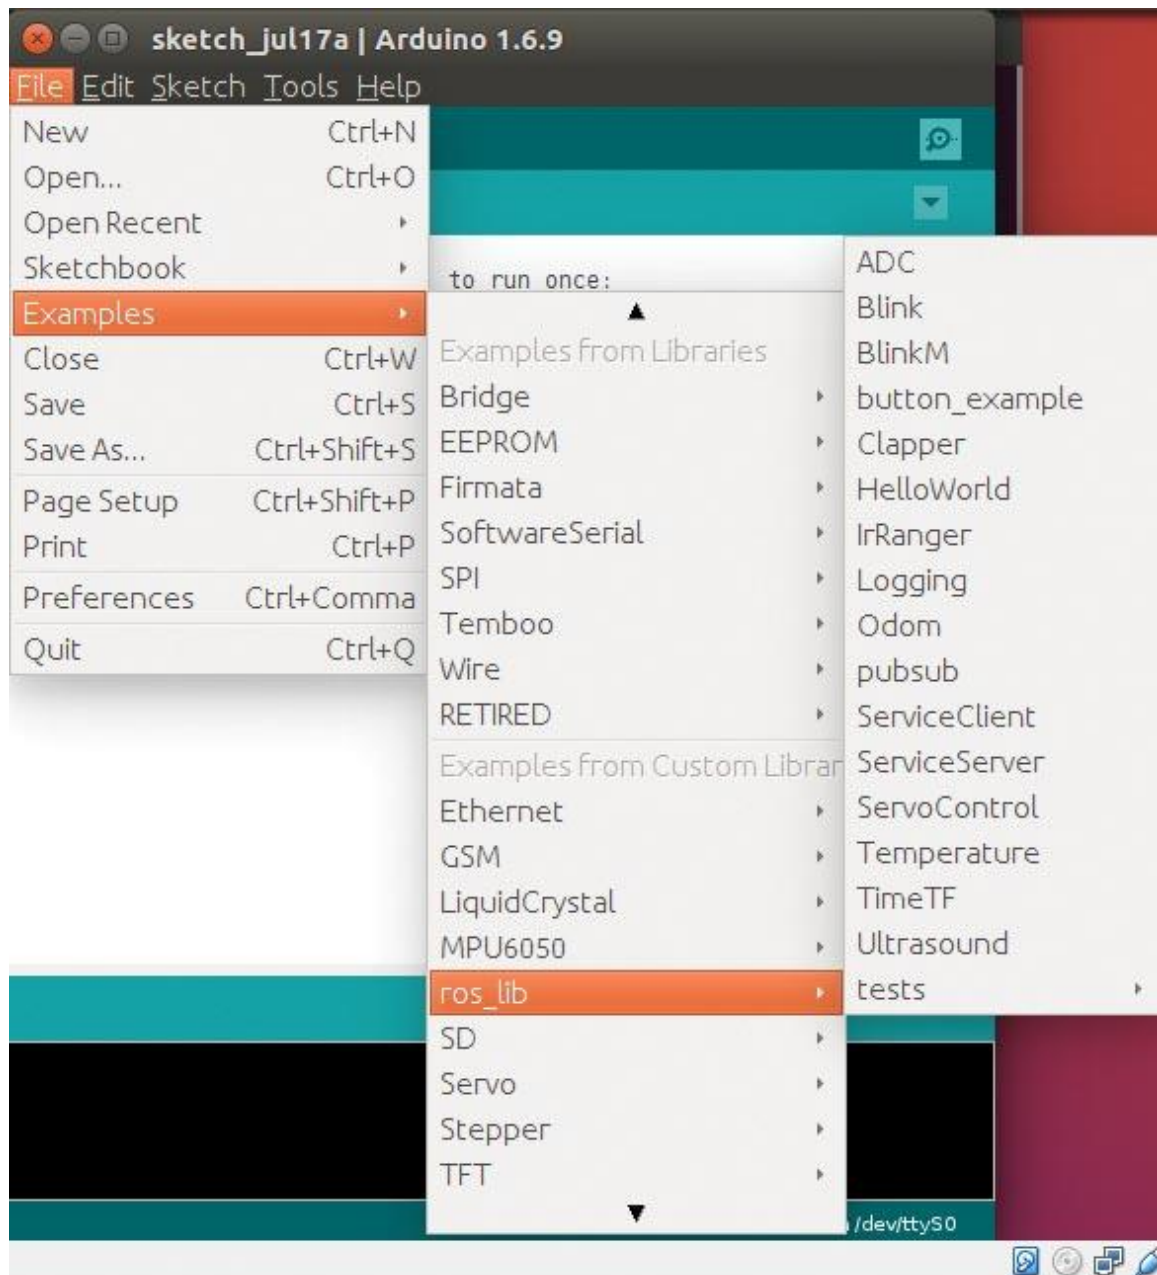 sketch_jul17a | Arduino 1.6.9
File Edit Sketch Tools Help
New Ctrl+N
Open... Ctrl+O
Open Recent
Sketchbook
Examples
Close Ctrl+W
Save Ctrl+S
Save As... Ctrl+Shift+S
Page Setup Ctrl+Shift+P
Print Ctrl+P
Preferences Ctrl+Comma
Quit Ctrl+Q
to run once:
Examples from Libraries
Bridge
EEPROM
Firmata
SoftwareSerial
SPI
Temboo
Wire
RETIRED
Examples from Custom Librar
Ethernet
GSM
LiquidCrystal
MPU6050
ros_lib
SD
Servo
Stepper
TFT
ADC
Blink
BlinkM
button_example
Clapper
HelloWorld
IrRanger
Logging
Odom
pubsub
ServiceClient
ServiceServer
ServoControl
Temperature
TimeTF
Ultrasound
tests
/dev/ttyS0